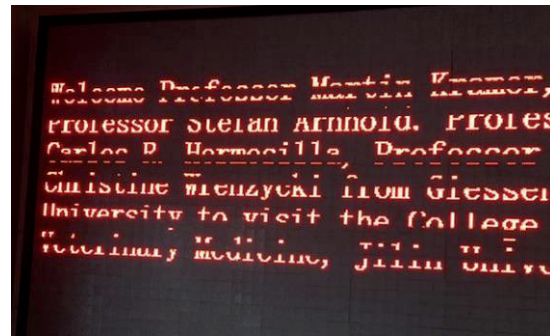 Welcome Professor Martin Kramer,
Professor Stefan Arnhold. Profes
Carlos R. Hermosilla, Professor
Christine Wrenzycki from Giessen
University to visit the College
Veterinary Medicine, Jilin Unive